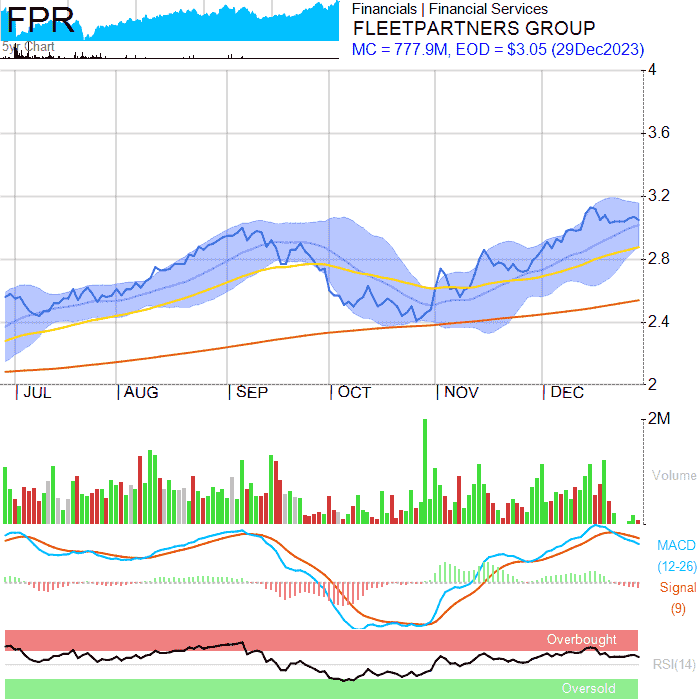 FPR
5yr Chart
Financials | Financial Services
FLEETPARTNERS GROUP
MC = 777.9M, EOD = $3.05 (29Dec2023)
4
3.6
3.2
2.8
2.4
2
JUL AUG SEP OCT NOV DEC
2M
Volume
MACD
(12-26)
Signal
(9)
Overbought
RSI(14)
Oversold